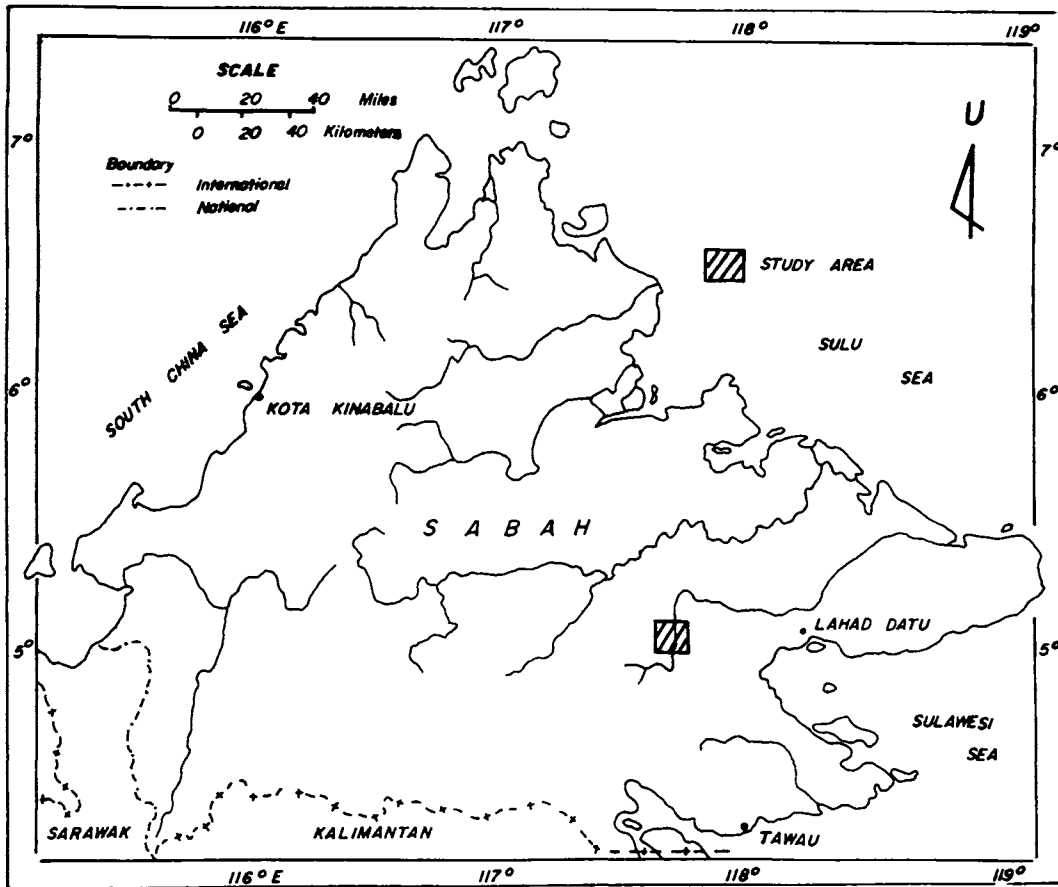 116° E 117° 118° 119°
SCALE
0 20 40 Miles
0 20 40 Kilometers
Boundary
International
National
7° 7°
U
STUDY AREA
SOUTH CHINA SEA
SULU
SEA
6° 6°
KOTA KINABALU
SABAH
LAHAD DATU
5° 5°
SULAWESI
SEA
SARAWAK
KALIMANTAN
TAWAU
116° E 117° 118° 119°